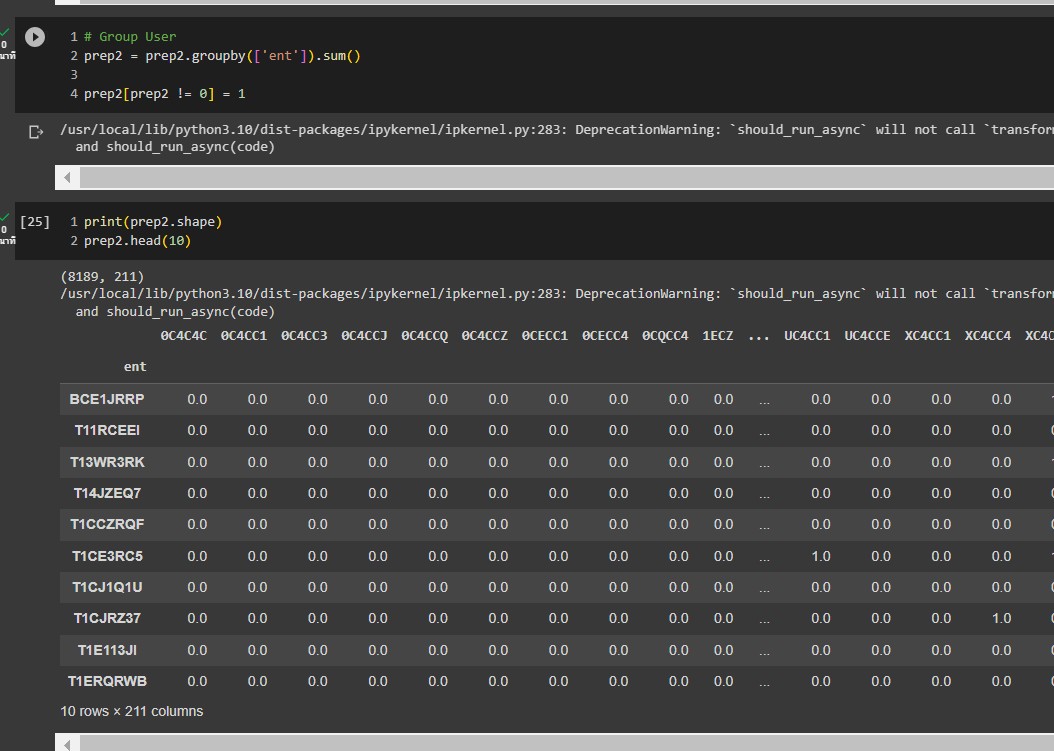 0
นาที
1 # Group User
2 prep2 = prep2.groupby(['ent']).sum()
3
4 prep2[prep2 != 0] = 1
/usr/local/lib/python3.10/dist-packages/ipykernel/ipkernel.py:283: DeprecationWarning: `should_run_async` will not call `transfor
and should_run_async(code)
0
นาที
[25]
1 print(prep2.shape)
2 prep2.head(10)
(8189, 211)
/usr/local/lib/python3.10/dist-packages/ipykernel/ipkernel.py:283: DeprecationWarning: `should_run_async` will not call `transfor
and should_run_async(code)
0C4C4C 0C4CC1 0C4CC3 0C4CCJ 0C4CCQ 0C4CCZ 0CECC1 0CECC4 0CQCC4 1ECZ ... UC4CC1 UC4CCE XC4CC1 XC4CC4 XC4C
ent
BCE1JRRP 0.0 0.0 0.0 0.0 0.0 0.0 0.0 0.0 0.0 0.0 ... 0.0 0.0 0.0 0.0
T11RCEEI 0.0 0.0 0.0 0.0 0.0 0.0 0.0 0.0 0.0 0.0 ... 0.0 0.0 0.0 0.0
T13WR3RK 0.0 0.0 0.0 0.0 0.0 0.0 0.0 0.0 0.0 0.0 ... 0.0 0.0 0.0 0.0
T14JZEQ7 0.0 0.0 0.0 0.0 0.0 0.0 0.0 0.0 0.0 0.0 ... 0.0 0.0 0.0 0.0
T1CCZRQF 0.0 0.0 0.0 0.0 0.0 0.0 0.0 0.0 0.0 0.0 ... 0.0 0.0 0.0 0.0
T1CE3RC5 0.0 0.0 0.0 0.0 0.0 0.0 0.0 0.0 0.0 0.0 ... 1.0 0.0 0.0 0.0
T1CJ1Q1U 0.0 0.0 0.0 0.0 0.0 0.0 0.0 0.0 0.0 0.0 ... 0.0 0.0 0.0 0.0
T1CJRZ37 0.0 0.0 0.0 0.0 0.0 0.0 0.0 0.0 0.0 0.0 ... 0.0 0.0 0.0 1.0
T1E113JI 0.0 0.0 0.0 0.0 0.0 0.0 0.0 0.0 0.0 0.0 ... 0.0 0.0 0.0 0.0
T1ERQRWB 0.0 0.0 0.0 0.0 0.0 0.0 0.0 0.0 0.0 0.0 ... 0.0 0.0 0.0 0.0
10 rows × 211 columns